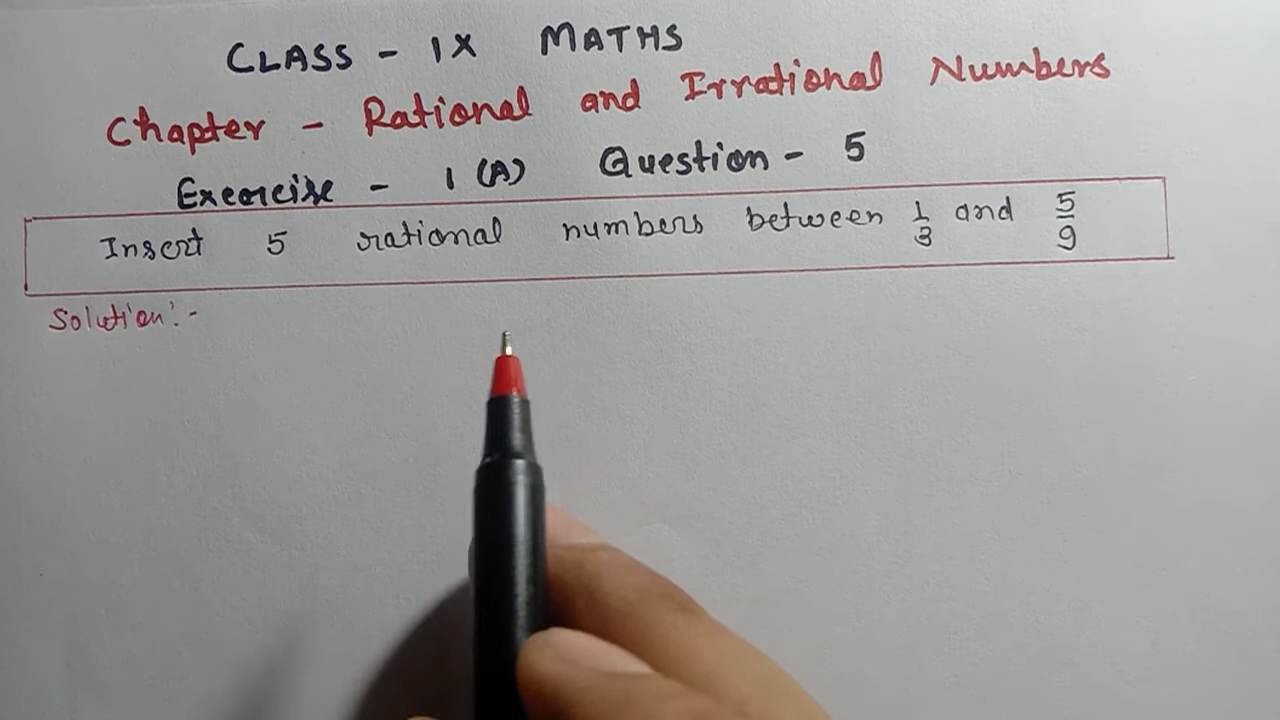 CLASS - IX MATHS
Chapter - Rational and Irrational Numbers
Exercise - 1 (A) Question - 5
Insert 5 rational numbers between 1/3 and 5/9
Solution:-